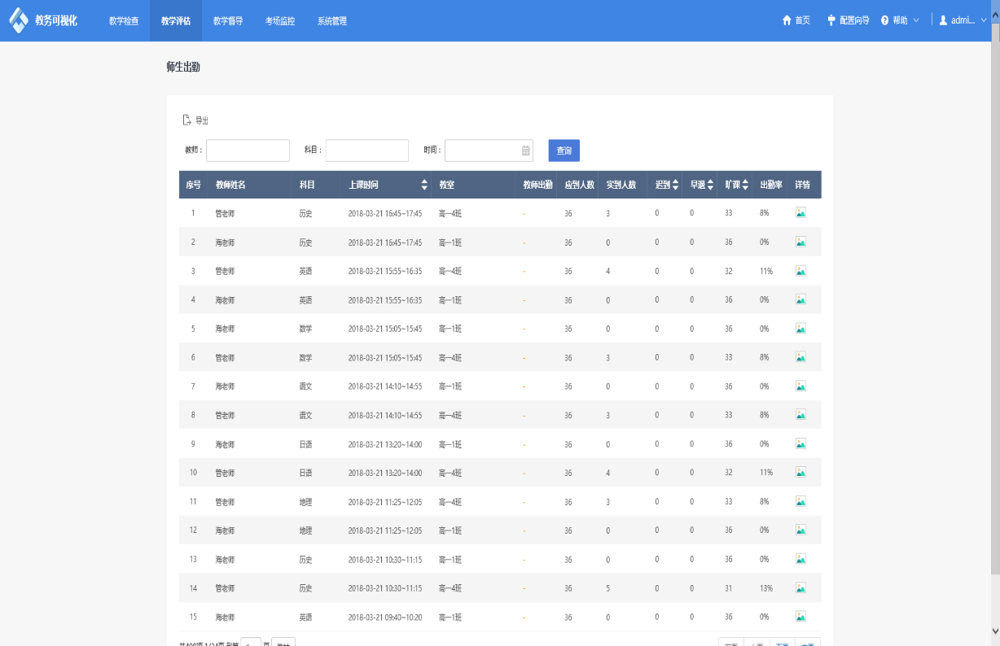 教务可视化 教学检查 教学评估 教学督导 考场监控 系统管理 首页 配置向导 帮助 admi...
师生出勤
导出
教师： 科目： 时间： 查询
序号 教师姓名 科目 上课时间 教室 教师出勤 应到人数 实到人数 迟到 早退 旷课 出勤率 详情
1 管老师 历史 2018-03-21 16:45~17:45 高一4班 - 36 3 0 0 33 8%
2 海老师 历史 2018-03-21 16:45~17:45 高一1班 - 36 0 0 0 36 0%
3 管老师 英语 2018-03-21 15:55~16:35 高一4班 - 36 4 0 0 32 11%
4 海老师 英语 2018-03-21 15:55~16:35 高一1班 - 36 0 0 0 36 0%
5 海老师 数学 2018-03-21 15:05~15:45 高一1班 - 36 0 0 0 36 0%
6 管老师 数学 2018-03-21 15:05~15:45 高一4班 - 36 3 0 0 33 8%
7 海老师 语文 2018-03-21 14:10~14:55 高一1班 - 36 0 0 0 36 0%
8 管老师 语文 2018-03-21 14:10~14:55 高一4班 - 36 3 0 0 33 8%
9 海老师 日语 2018-03-21 13:20~14:00 高一1班 - 36 0 0 0 36 0%
10 管老师 日语 2018-03-21 13:20~14:00 高一4班 - 36 4 0 0 32 11%
11 管老师 地理 2018-03-21 11:25~12:05 高一4班 - 36 3 0 0 33 8%
12 海老师 地理 2018-03-21 11:25~12:05 高一1班 - 36 0 0 0 36 0%
13 海老师 历史 2018-03-21 10:30~11:15 高一1班 - 36 0 0 0 36 0%
14 管老师 历史 2018-03-21 10:30~11:15 高一4班 - 36 5 0 0 31 13%
15 海老师 英语 2018-03-21 09:40~10:20 高一1班 - 36 0 0 0 36 0%